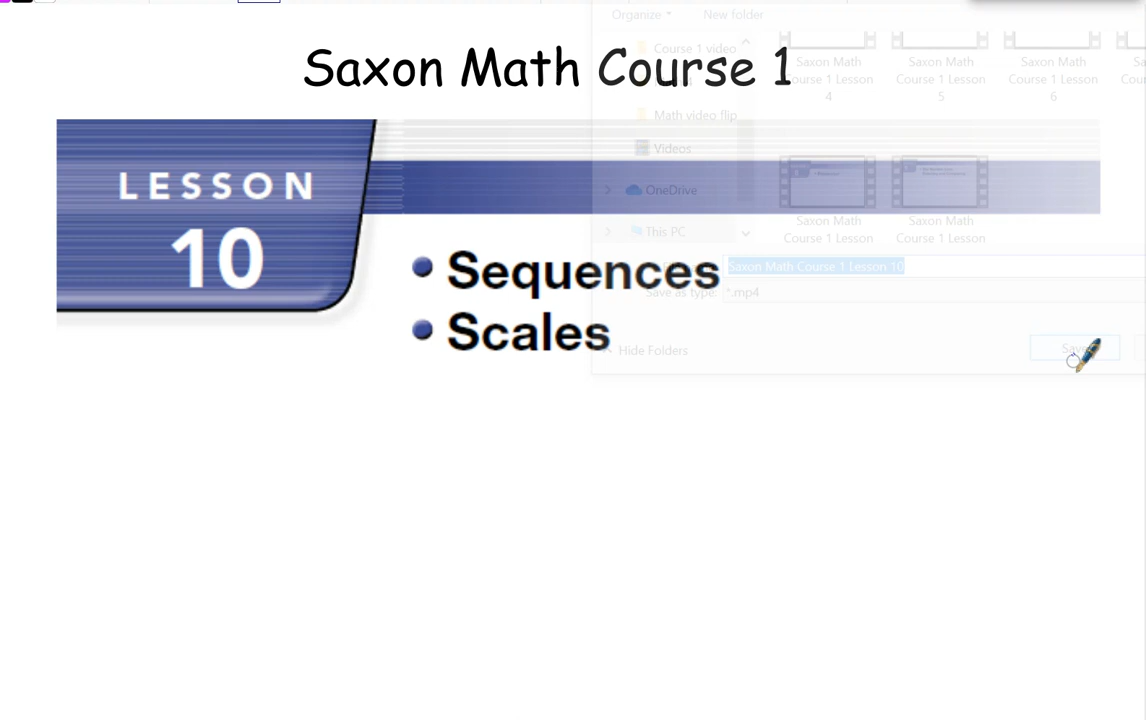 Saxon Math Course 1
LESSON
10
Sequences
Scales
Organize
New folder
Course 1 video
Math video flip
Videos
OneDrive
This PC
Saxon Math
Course 1 Lesson
4
Saxon Math
Course 1 Lesson
5
Saxon Math
Course 1 Lesson
6
Saxon Math
Course 1 Lesson
Saxon Math
Course 1 Lesson
Saxon Math Course 1 Lesson 10
Save as type: *.mp4
Hide Folders